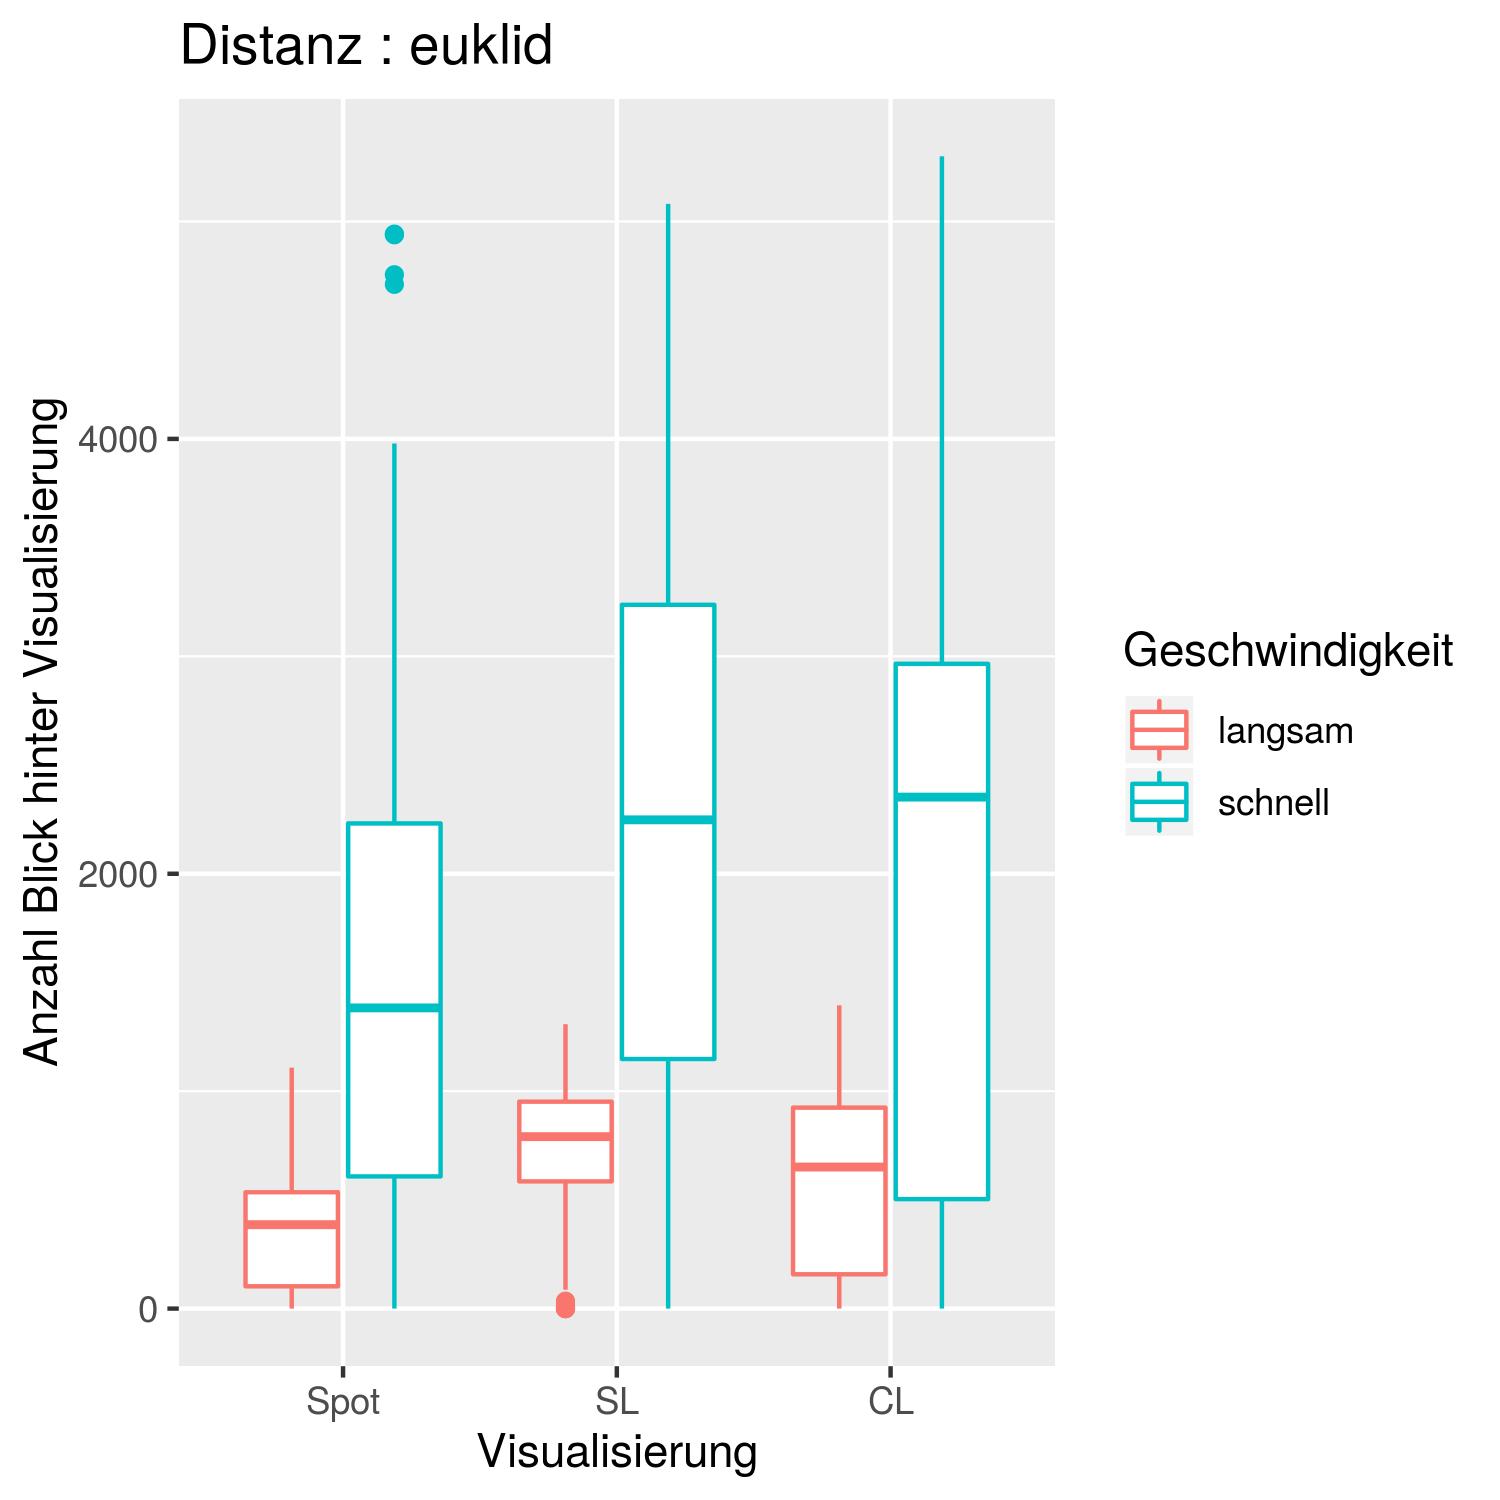 Distanz : euklid
Anzahl Blick hinter Visualisierung
4000
2000
0
Spot
SL
CL
Visualisierung
Geschwindigkeit
langsam
schnell